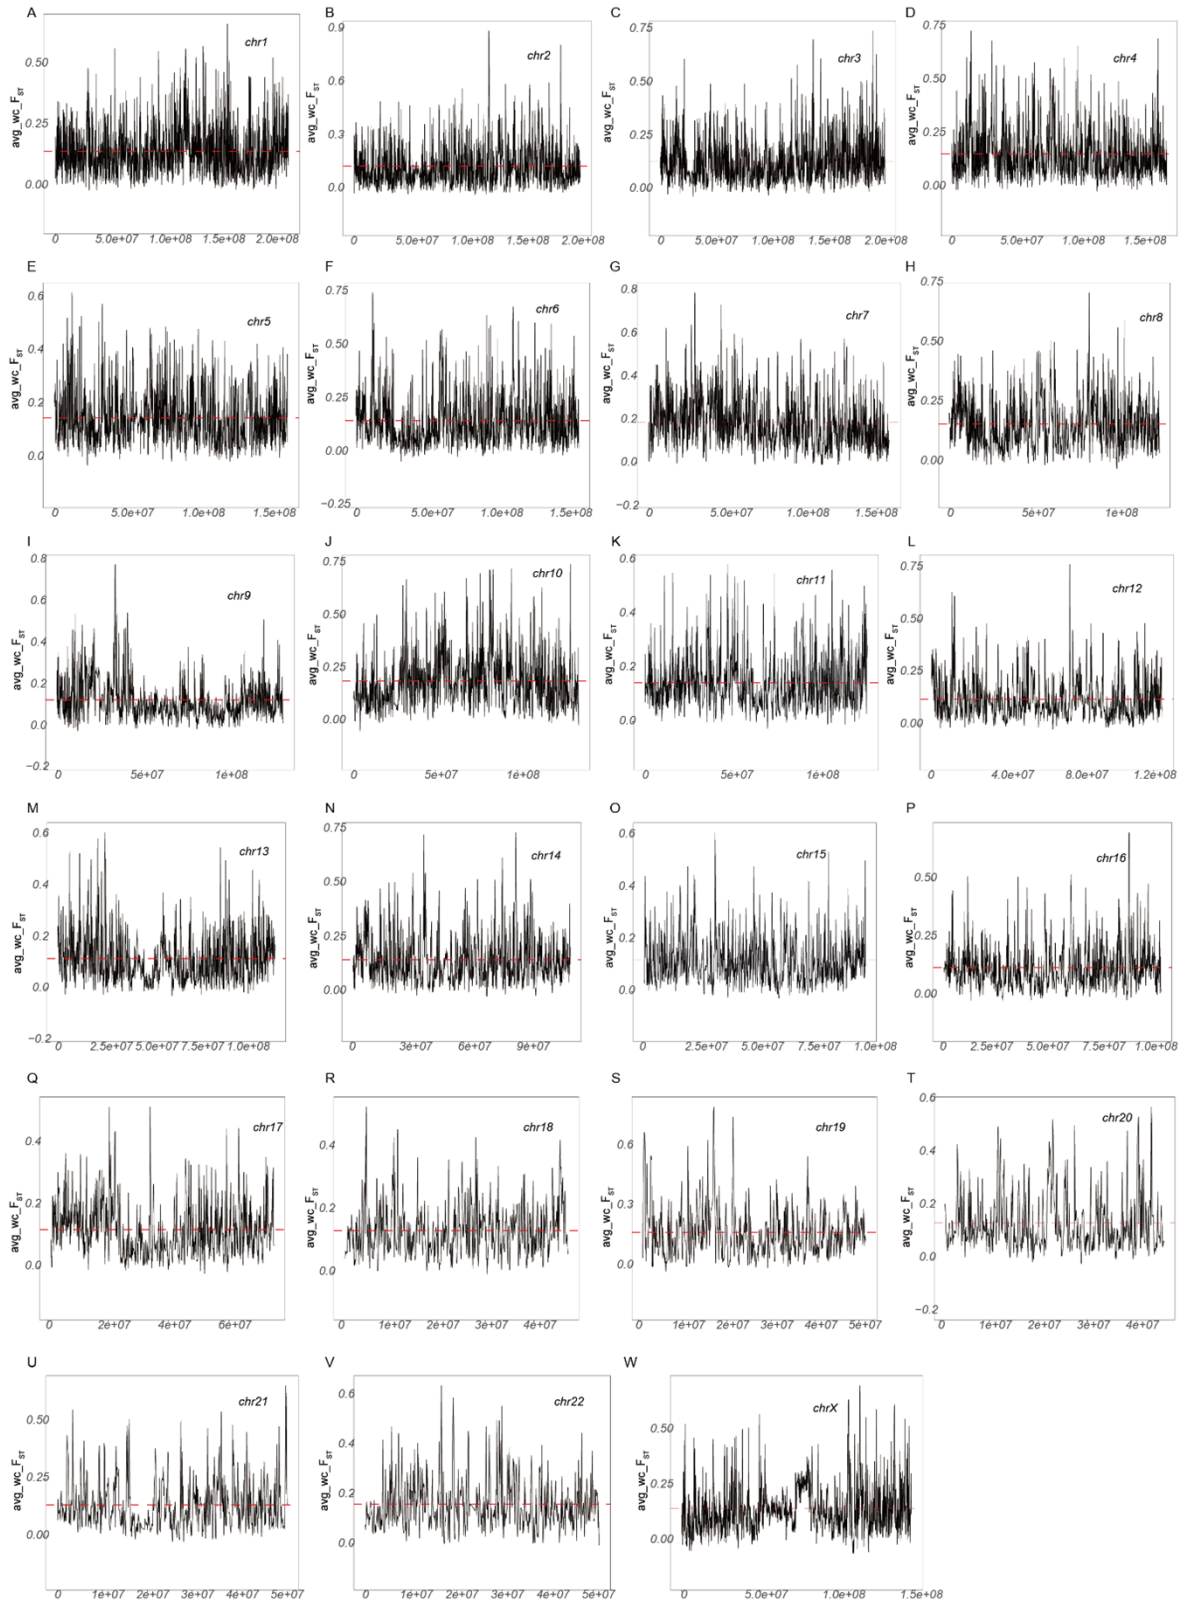 A
avg_wc_FST
chr1
0.50
0.25
0.00
0 5.0e+07 1.0e+08 1.5e+08 2.0e+08
B
avg_wc_FST
chr2
0.9
0.6
0.3
0.0
0 5.0e+07 1.0e+08 1.5e+08 2.0e+08
C
avg_wc_FST
chr3
0.75
0.50
0.25
0.00
0 5.0e+07 1.0e+08 1.5e+08 2.0e+08
D
avg_wc_FST
chr4
0.75
0.50
0.25
0.00
0 5.0e+07 1.0e+08 1.5e+08
E
avg_wc_FST
chr5
0.6
0.4
0.2
0.0
0 5.0e+07 1.0e+08 1.5e+08
F
avg_wc_FST
chr6
0.75
0.50
0.25
0.00
−0.25
0 5.0e+07 1.0e+08 1.5e+08
G
avg_wc_FST
chr7
0.8
0.6
0.4
0.2
0.0
−0.2
0 5.0e+07 1.0e+08 1.5e+08
H
avg_wc_FST
chr8
0.75
0.50
0.25
0.00
0 5e+07 1e+08
I
avg_wc_FST
chr9
0.8
0.6
0.4
0.2
0.0
−0.2
0 5e+07 1e+08
J
avg_wc_FST
chr10
0.75
0.50
0.25
0.00
0 5e+07 1e+08
K
avg_wc_FST
chr11
0.6
0.4
0.2
0.0
0 5e+07 1e+08
L
avg_wc_FST
chr12
0.75
0.50
0.25
0.00
0 4.0e+07 8.0e+07 1.2e+08
M
avg_wc_FST
chr13
0.6
0.4
0.2
0.0
−0.2
0 2.5e+07 5.0e+07 7.5e+07 1.0e+08
N
avg_wc_FST
chr14
0.75
0.50
0.25
0.00
0 3e+07 6e+07 9e+07
O
avg_wc_FST
chr15
0.6
0.4
0.2
0.0
0 2.5e+07 5.0e+07 7.5e+07 1.0e+08
P
avg_wc_FST
chr16
0.50
0.25
0.00
0 2.5e+07 5.0e+07 7.5e+07 1.0e+08
Q
avg_wc_FST
chr17
0.4
0.2
0.0
0 2e+07 4e+07 6e+07
R
avg_wc_FST
chr18
0.4
0.2
0.0
0 1e+07 2e+07 3e+07 4e+07
S
avg_wc_FST
chr19
0.6
0.3
0.0
0 1e+07 2e+07 3e+07 4e+07 5e+07
T
avg_wc_FST
chr20
0.6
0.4
0.2
0.0
−0.2
0 1e+07 2e+07 3e+07 4e+07
U
avg_wc_FST
chr21
0.50
0.25
0.00
0 1e+07 2e+07 3e+07 4e+07 5e+07
V
avg_wc_FST
chr22
0.6
0.4
0.2
0.0
0 1e+07 2e+07 3e+07 4e+07 5e+07
W
avg_wc_FST
chrX
0.50
0.25
0.00
0 5.0e+07 1.0e+08 1.5e+08